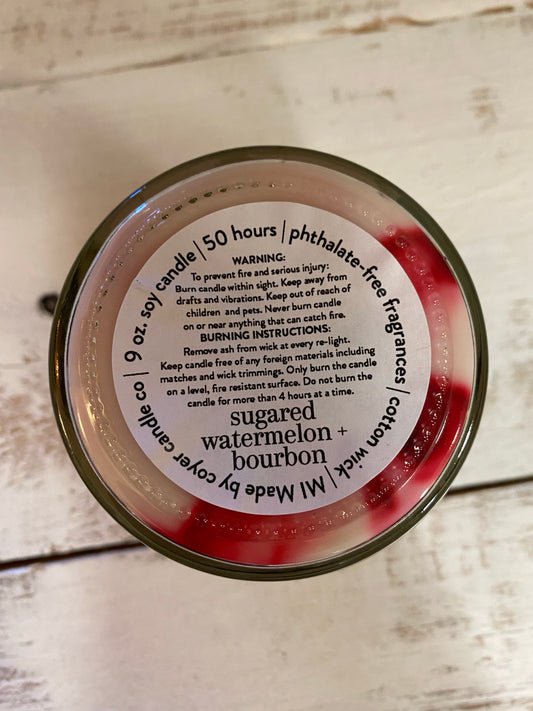 9 oz. soy candle | 50 hours | phthalate-free fragrances | cotton wick | MI Made by coyer candle co |
WARNING:
To prevent fire and serious injury:
Burn candle within sight. Keep away from
drafts and vibrations. Keep out of reach of
children and pets. Never burn candle
on or near anything that can catch fire.
BURNING INSTRUCTIONS:
Remove ash from wick at every re-light.
Keep candle free of any foreign materials including
matches and wick trimmings. Only burn the candle
on a level, fire resistant surface. Do not burn the
candle for more than 4 hours at a time.
sugared
watermelon +
bourbon